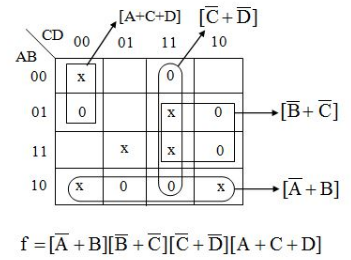 [A+C+D] [C̅+D̅]
CD 00 01 11 10
AB
00 x 0
01 0 x 0 [B̅+C̅]
11 x x 0
10 x 0 0 x [A̅+B]
f = [A̅+B][B̅+C̅][C̅+D̅][A+C+D]